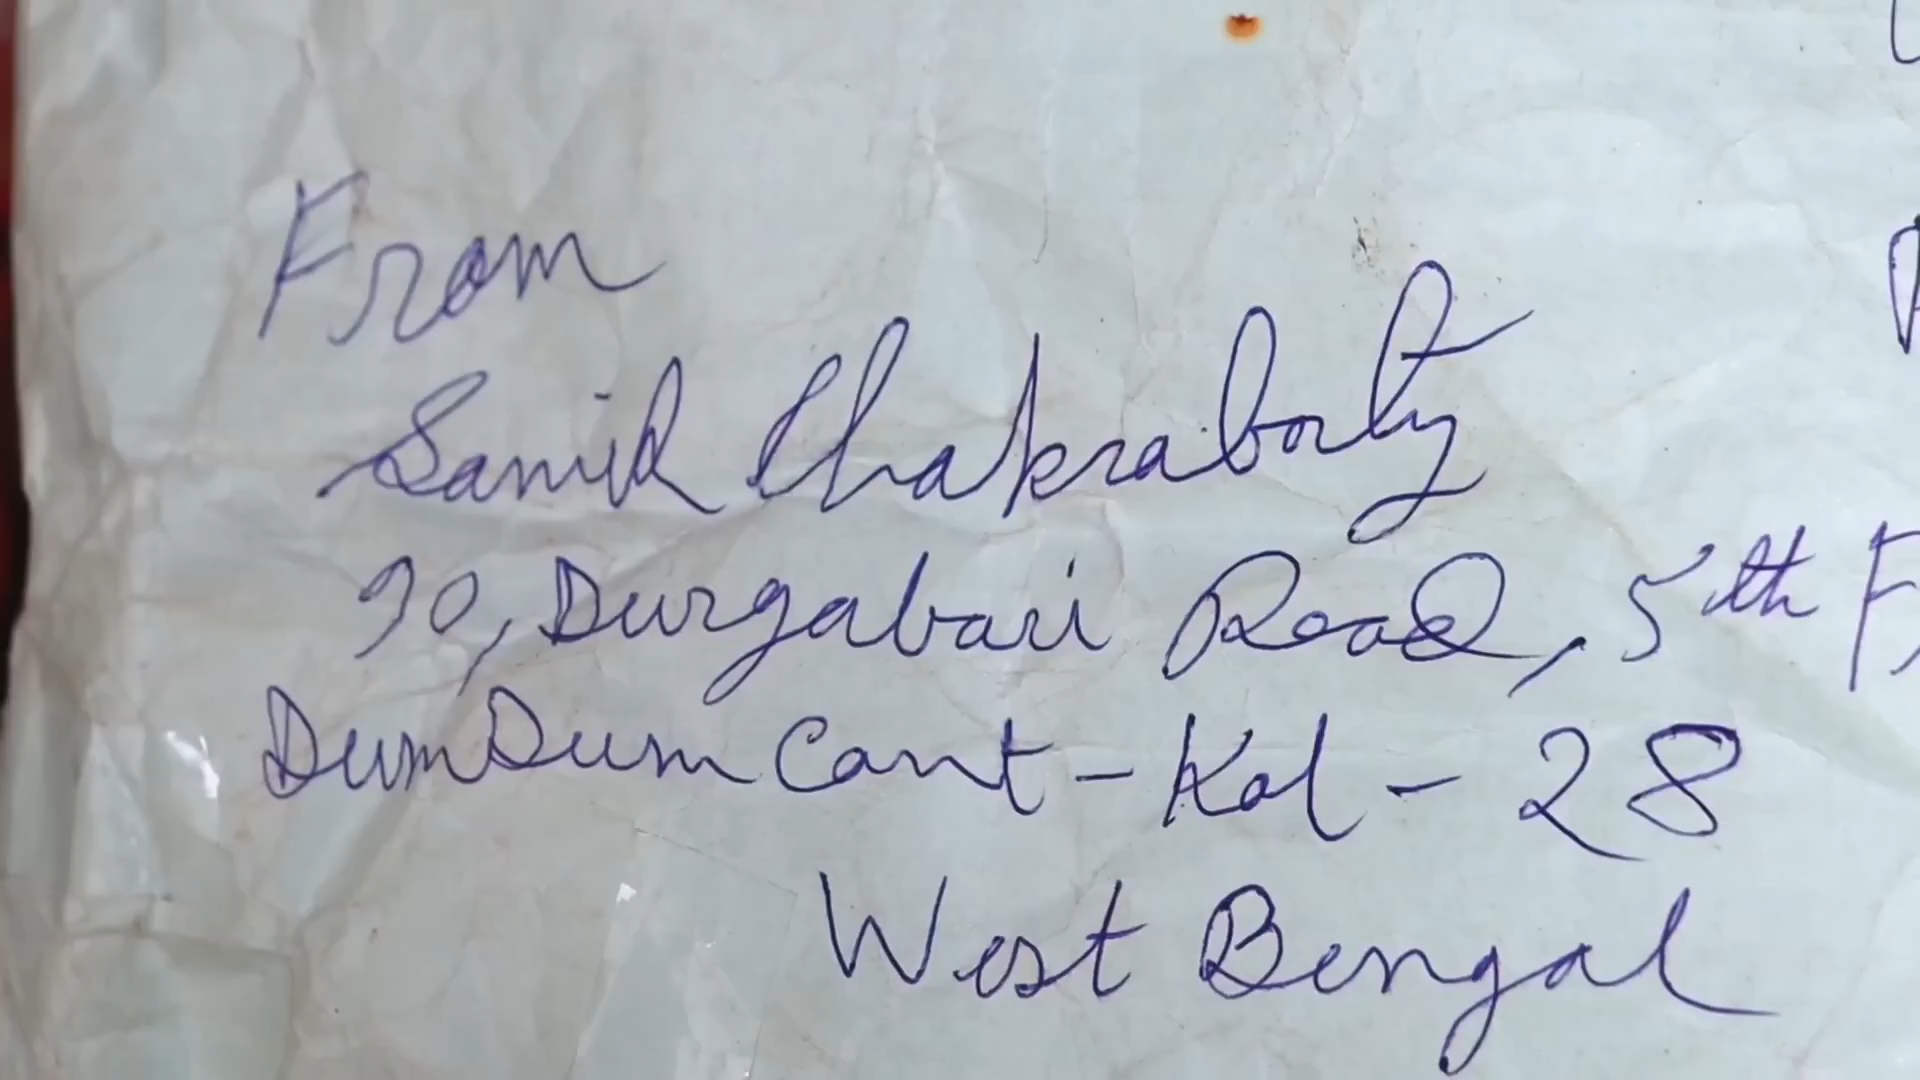 From
Samik Chakraborty
90, Durgabari Road, 5th F
DumDum Cant - Kol - 28
West Bengal